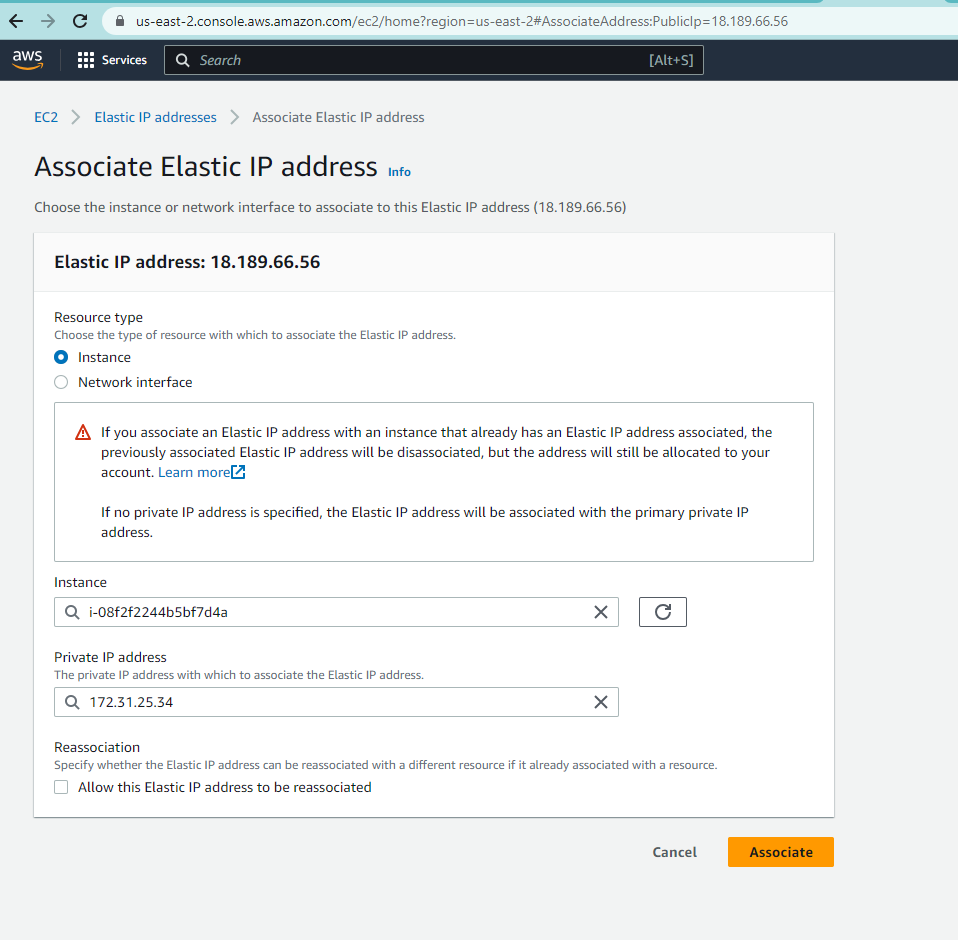 us-east-2.console.aws.amazon.com/ec2/home?region=us-east-2#AssociateAddress:PublicIp=18.189.66.56
aws Services Search [Alt+S]
EC2 Elastic IP addresses Associate Elastic IP address
Associate Elastic IP address Info
Choose the instance or network interface to associate to this Elastic IP address (18.189.66.56)
Elastic IP address: 18.189.66.56
Resource type
Choose the type of resource with which to associate the Elastic IP address.
Instance
Network interface
If you associate an Elastic IP address with an instance that already has an Elastic IP address associated, the
previously associated Elastic IP address will be disassociated, but the address will still be allocated to your
account. Learn more
If no private IP address is specified, the Elastic IP address will be associated with the primary private IP
address.
Instance
i-08f2f2244b5bf7d4a
Private IP address
The private IP address with which to associate the Elastic IP address.
172.31.25.34
Reassociation
Specify whether the Elastic IP address can be reassociated with a different resource if it already associated with a resource.
Allow this Elastic IP address to be reassociated
Cancel Associate